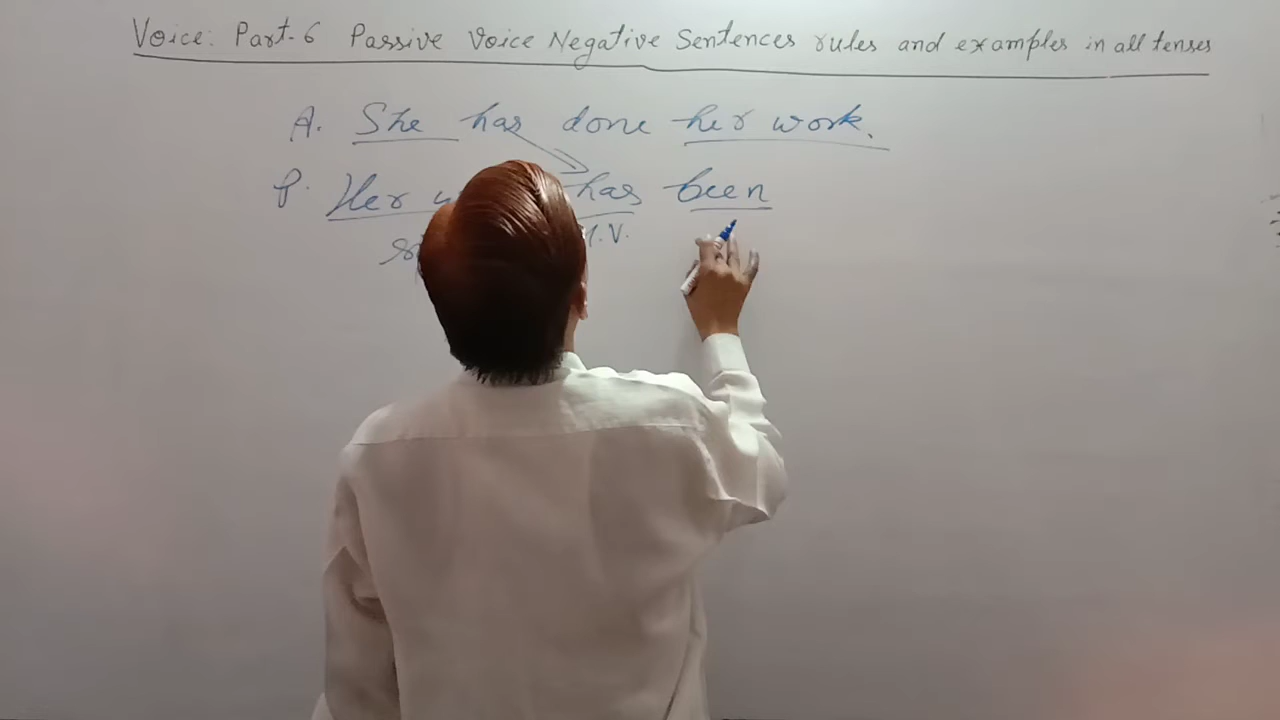 Voice: Part-6 Passive Voice Negative Sentences rules and examples in all tenses
A. She has done her work.
P. Her has been
H.V.